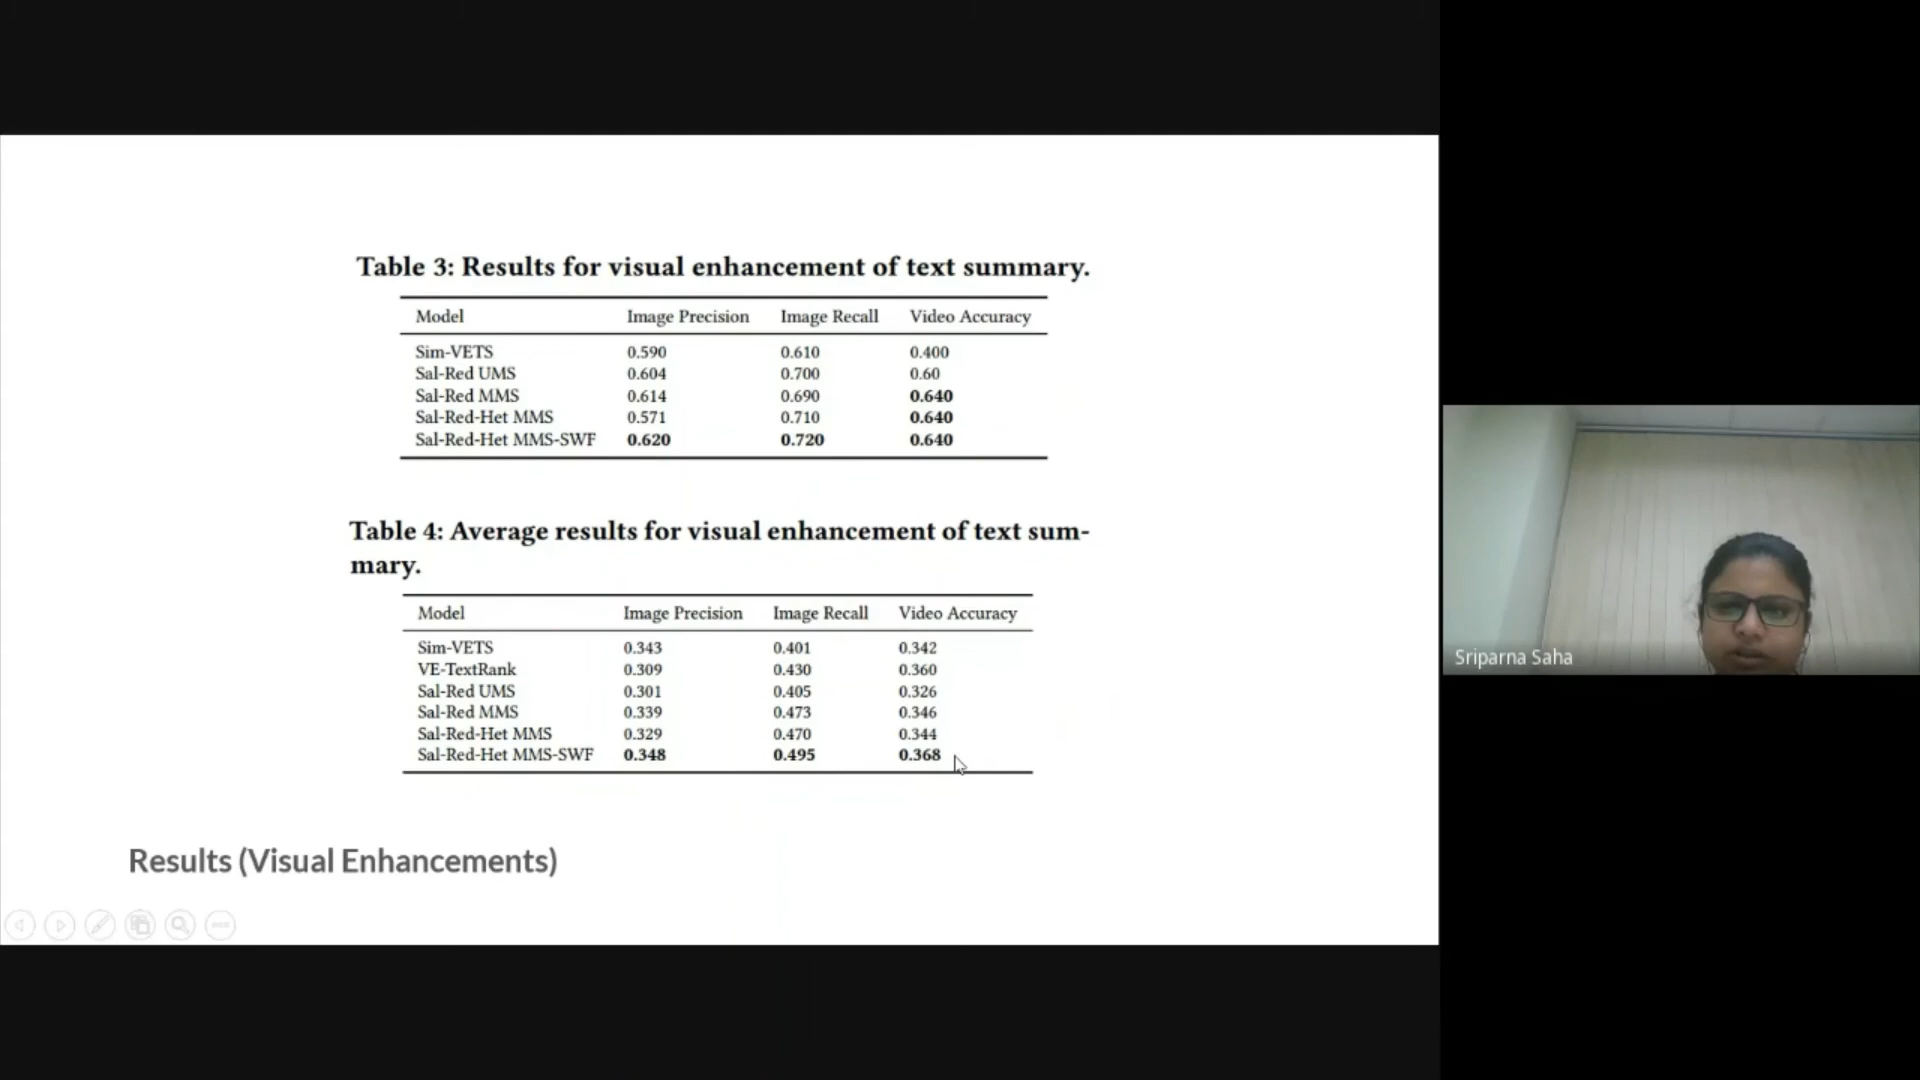 Table 3: Results for visual enhancement of text summary.
Model Image Precision Image Recall Video Accuracy
Sim-VETS 0.590 0.610 0.400
Sal-Red UMS 0.604 0.700 0.60
Sal-Red MMS 0.614 0.690 0.640
Sal-Red-Het MMS 0.571 0.710 0.640
Sal-Red-Het MMS-SWF 0.620 0.720 0.640
Table 4: Average results for visual enhancement of text sum-
mary.
Model Image Precision Image Recall Video Accuracy
Sim-VETS 0.343 0.401 0.342
VE-TextRank 0.309 0.430 0.360
Sal-Red UMS 0.301 0.405 0.326
Sal-Red MMS 0.339 0.473 0.346
Sal-Red-Het MMS 0.329 0.470 0.344
Sal-Red-Het MMS-SWF 0.348 0.495 0.368
Results (Visual Enhancements)
Sriparna Saha